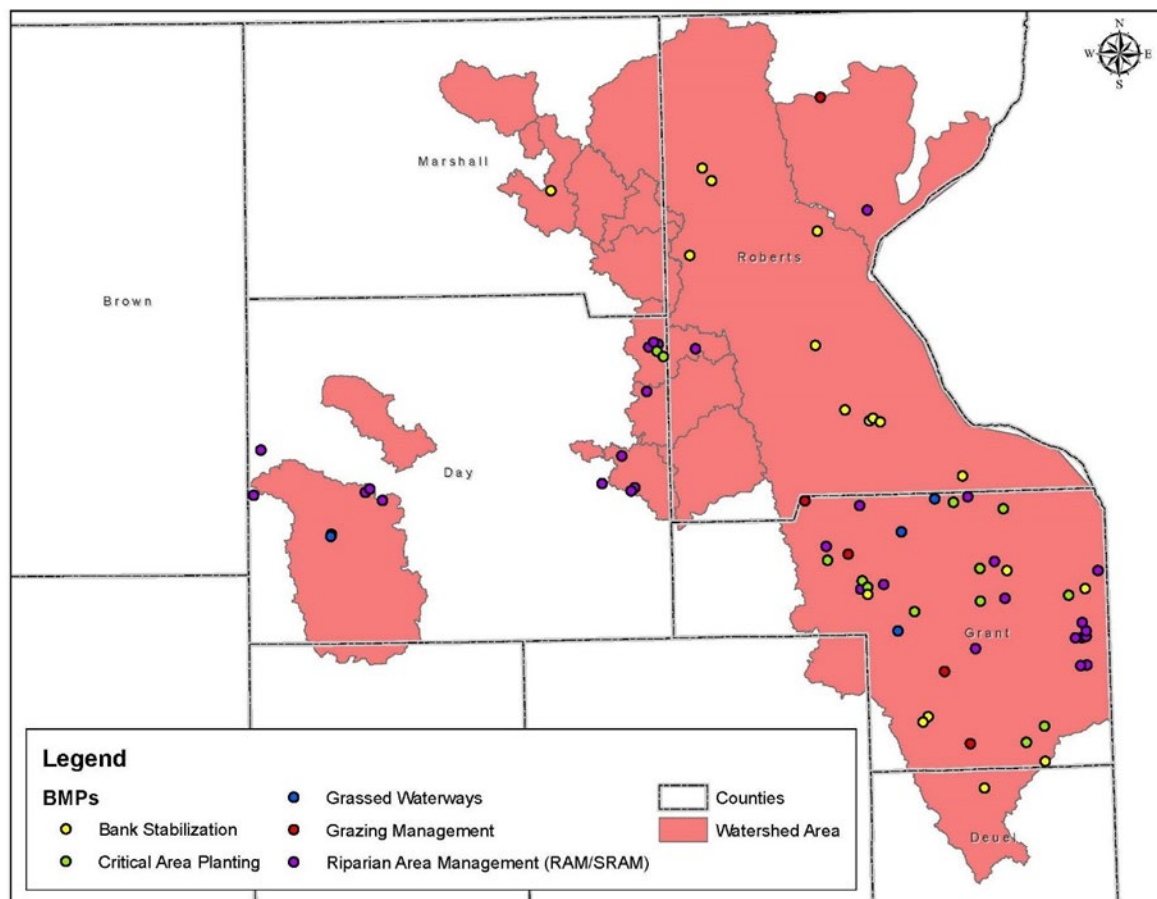 N
W E
S
Marshall
Roberts
Brown
Day
Grant
Deuel
Legend
BMPs
Bank Stabilization
Critical Area Planting
Grassed Waterways
Grazing Management
Riparian Area Management (RAM/SRAM)
Counties
Watershed Area